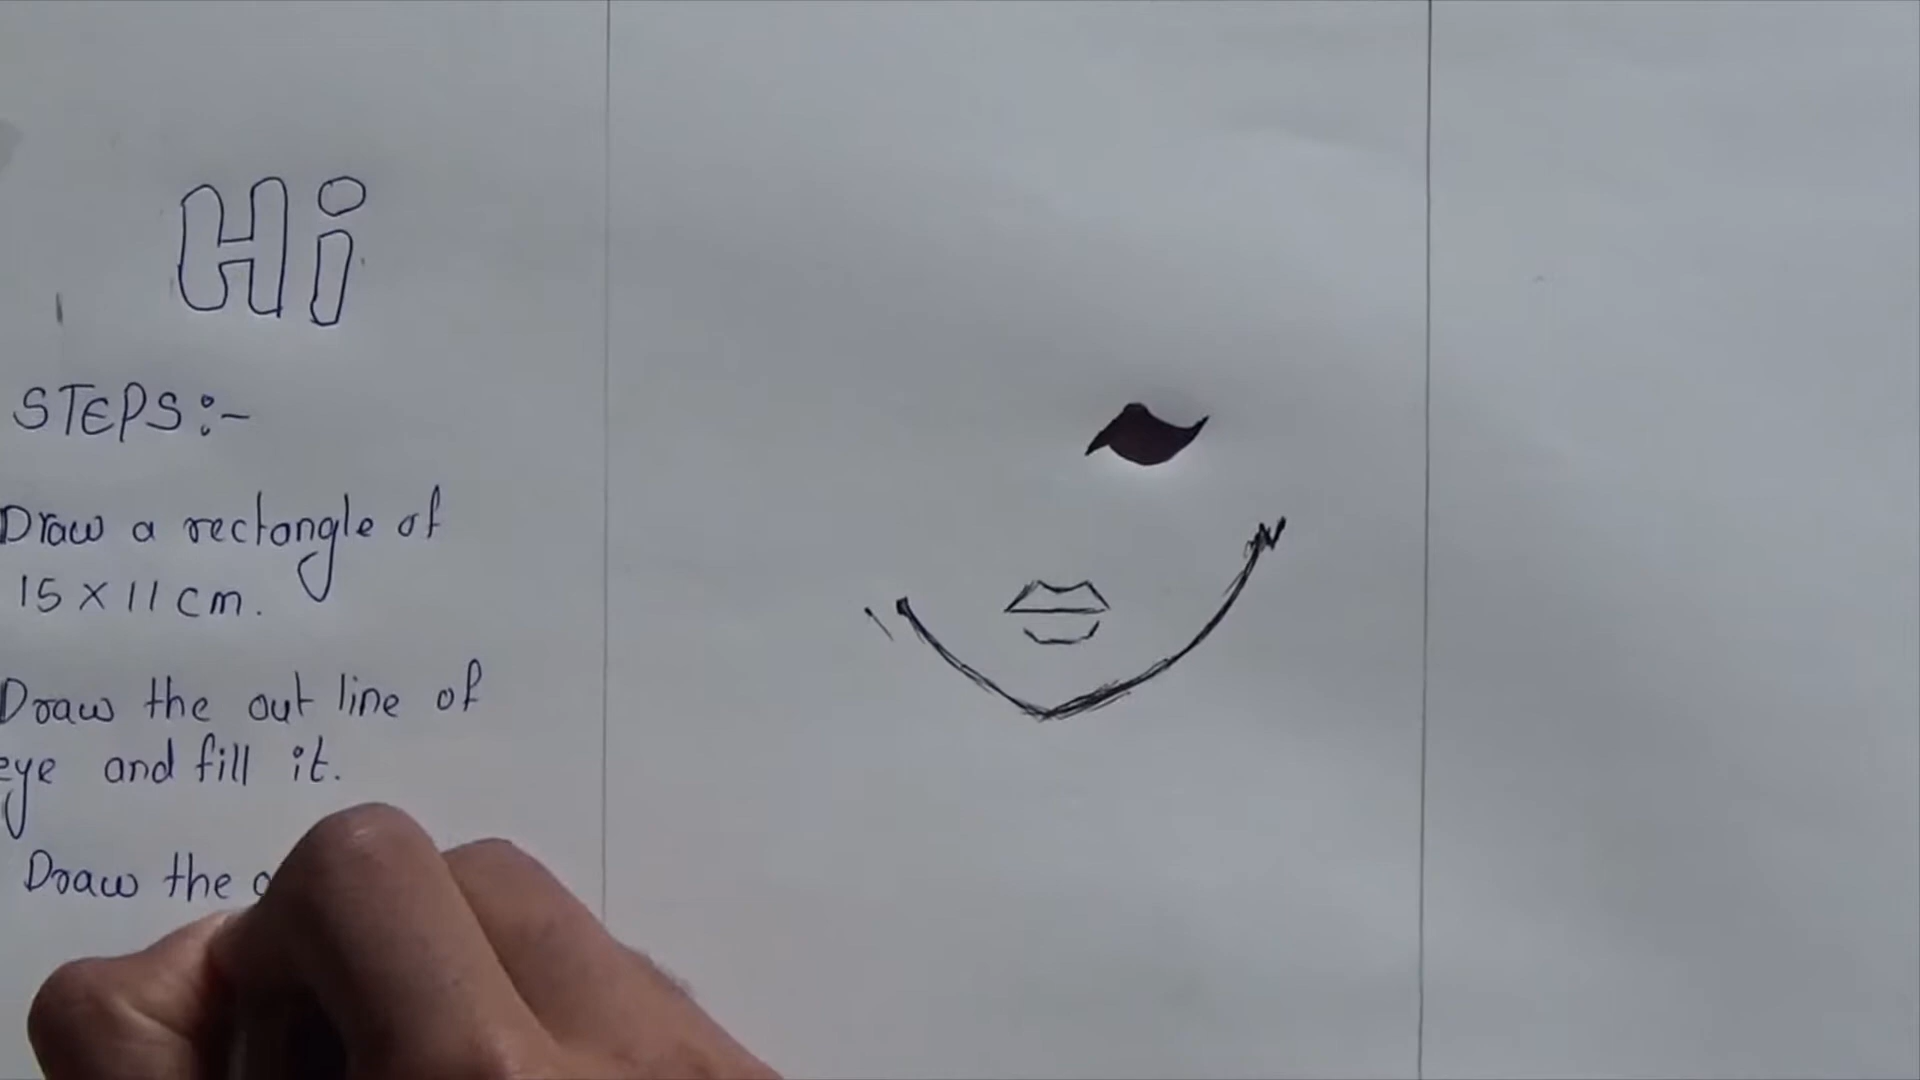 Hi
STEPS:-
Draw a rectangle of
15 x 11 cm.
Draw the out line of
eye and fill it.
Draw the